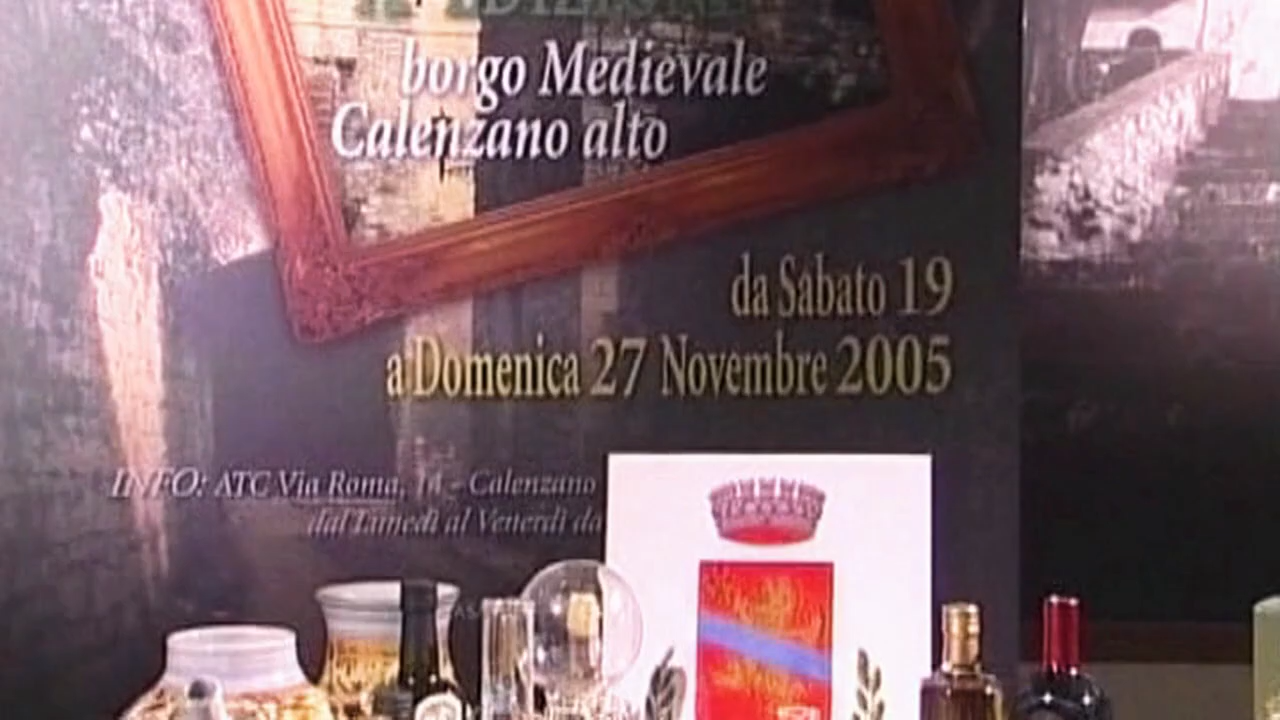 borgo Medievale
Calenzano alto
da Sabato 19
a Domenica 27 Novembre 2005
INFO: ATC Via Roma, 14 - Calenzano
dal Lunedì al Venerdì da